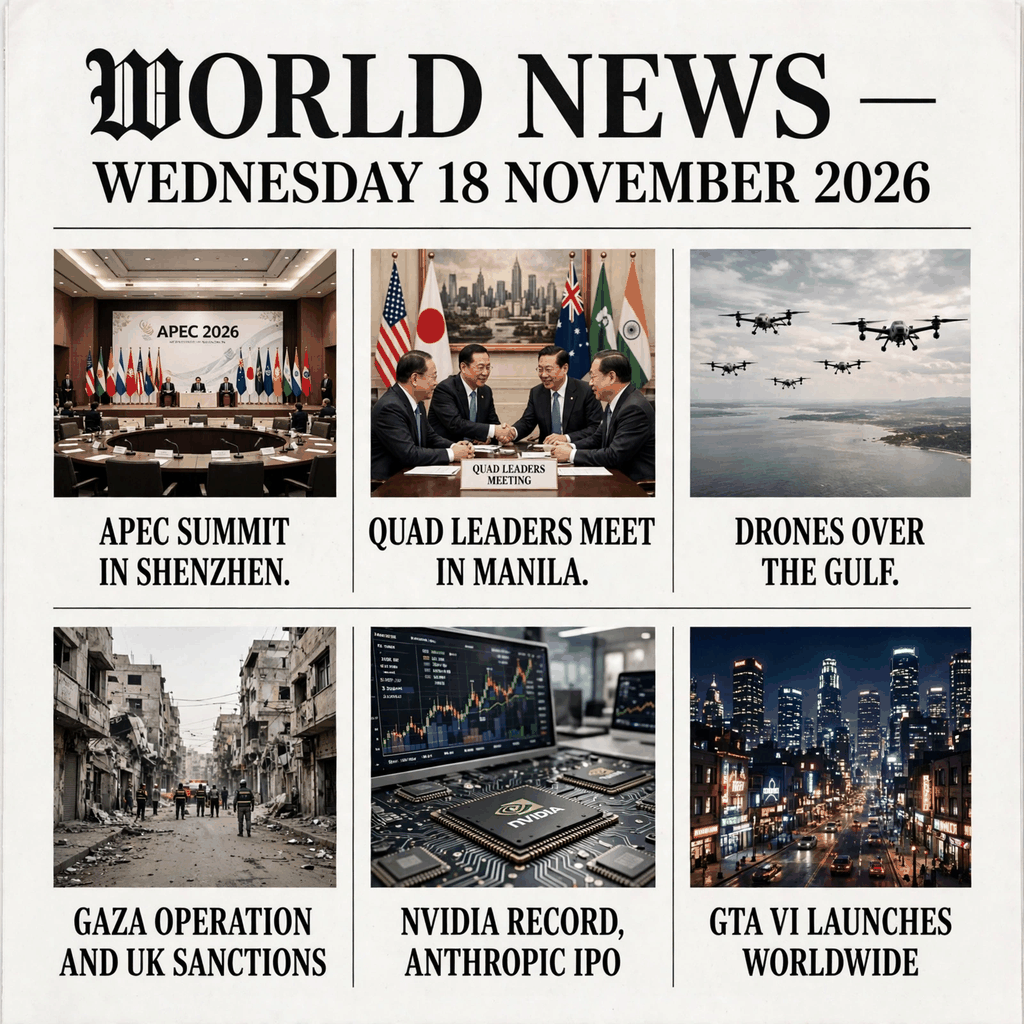 WORLD NEWS —
WEDNESDAY 18 NOVEMBER 2026
APEC 2026
QUAD LEADERS
MEETING
APEC SUMMIT
IN SHENZHEN.
QUAD LEADERS MEET
IN MANILA.
DRONES OVER
THE GULF.
NVIDIA
GAZA OPERATION
AND UK SANCTIONS
NVIDIA RECORD,
ANTHROPIC IPO
GTA VI LAUNCHES
WORLDWIDE